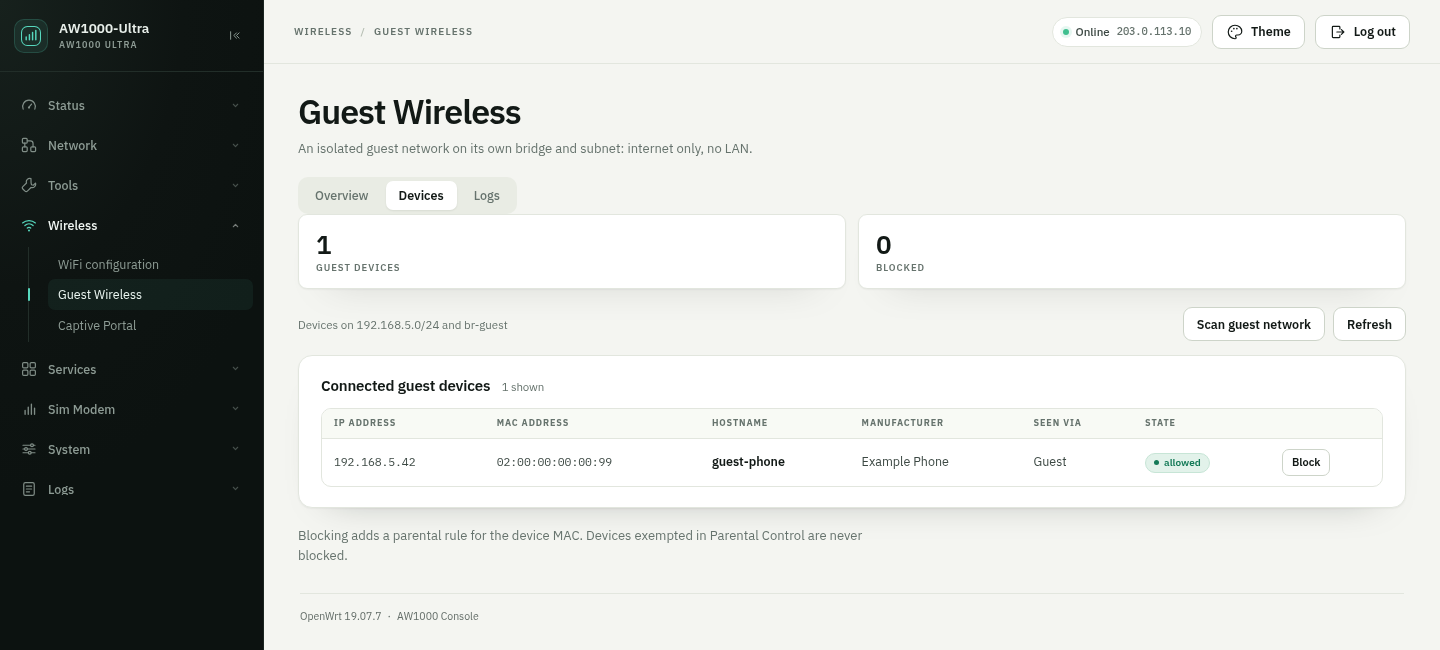 AW1000-Ultra
AW1000 ULTRA
Status
Network
Tools
Wireless
WiFi configuration
Guest Wireless
Captive Portal
Services
Sim Modem
System
Logs
WIRELESS / GUEST WIRELESS
Online 203.0.113.10
Theme
Log out
Guest Wireless
An isolated guest network on its own bridge and subnet: internet only, no LAN.
Overview Devices Logs
1
GUEST DEVICES
0
BLOCKED
Devices on 192.168.5.0/24 and br-guest
Scan guest network
Refresh
Connected guest devices 1 shown
IP ADDRESS MAC ADDRESS HOSTNAME MANUFACTURER SEEN VIA STATE
192.168.5.42 02:00:00:00:00:99 guest-phone Example Phone Guest allowed Block
Blocking adds a parental rule for the device MAC. Devices exempted in Parental Control are never
blocked.
OpenWrt 19.07.7 · AW1000 Console